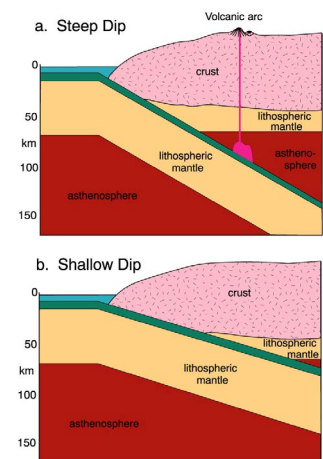 Volcanic arc
a. Steep Dip
0
crust
50
lithospheric
mantle
km
lithospheric
mantle
astheno-
sphere
100
asthenosphere
150
b. Shallow Dip
0
crust
50
lithospheric
mantle
km
lithospheric
mantle
100
asthenosphere
150